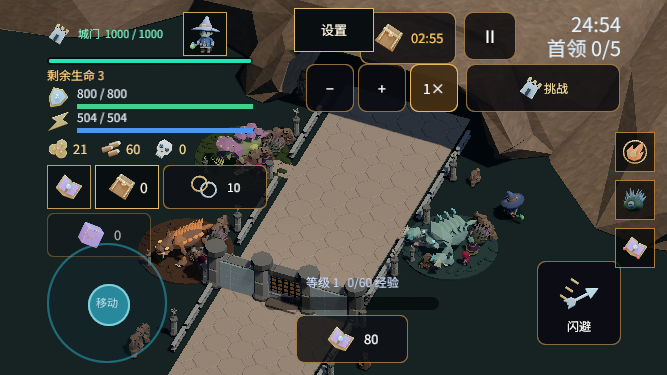 城门 1000 / 1000
剩余生命 3
800 / 800
504 / 504
21 60 0
0
10
0
移动
设置
02:55
24:54
首领 0/5
− + 1×
挑战
等级 1. 0/60 经验
80
闪避